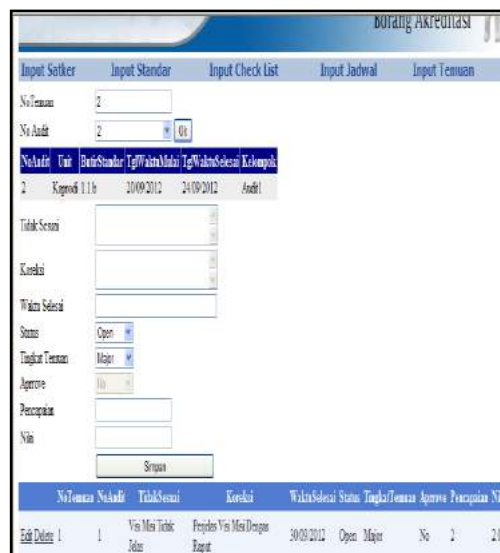 Borang Akreditasi
Input Satker Input Standar Input Check List Input Jadwal Input Temuan
NoTemuan 2
No Audit 2 Ok
NoAudit Unit ButirStandar TglWaktuMulai TglWaktuSelesai Kelompok
2 Kaprodi 1.1 b 20/09/2012 24/09/2012 Audit1
Tidak Sesuai
Koreksi
Waktu Selesai
Status Open
Tingkat Temuan Major
Aprrove No
Pencapaian
Nilai
Simpan
NoTemuan NoAudit TidakSesuai Koreksi WaktuSelesai Status TingkatTemuan Aprrove Pencapaian
Edit Delete 1 1 Visi Misi Tidak Jelas Perjelas Visi Misi Dengan Rapat 30/09/2012 Open Major No 2